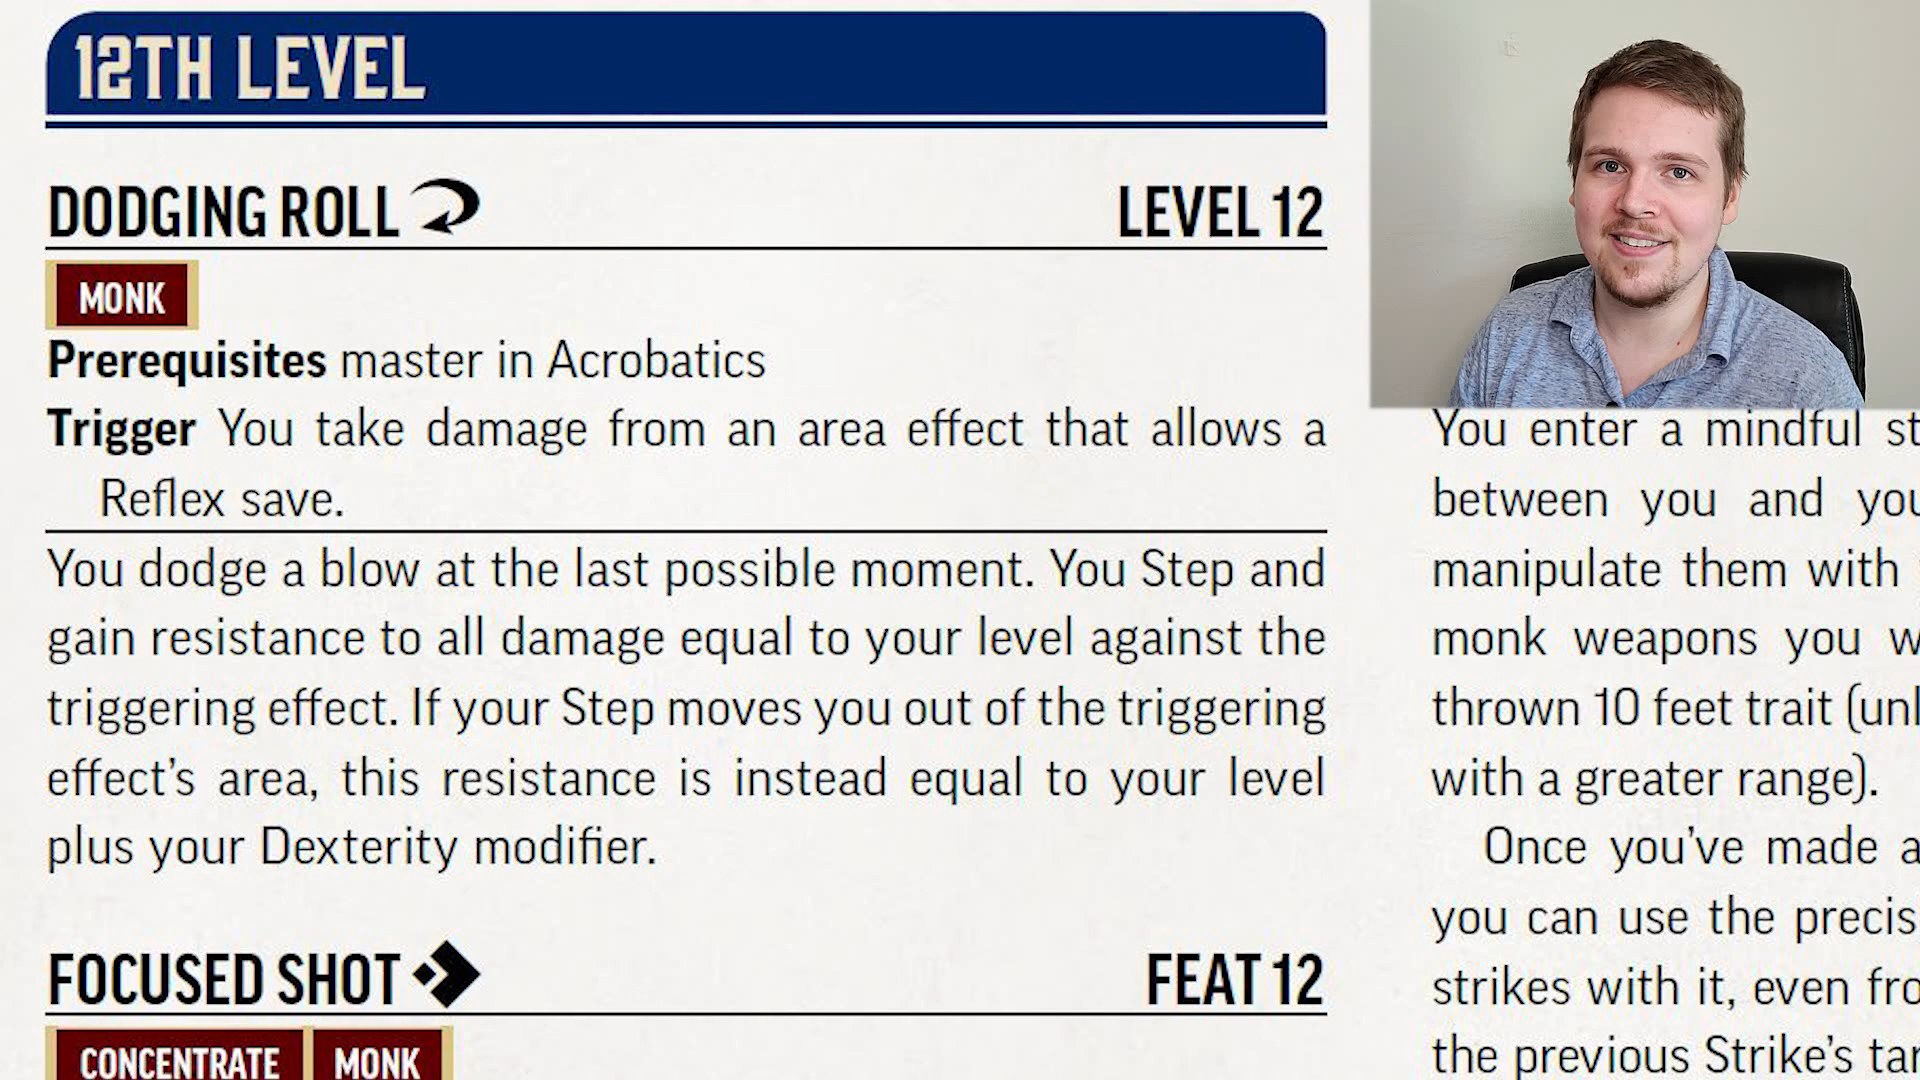 12TH LEVEL
DODGING ROLL LEVEL 12
MONK
Prerequisites master in Acrobatics
Trigger You take damage from an area effect that allows a
Reflex save.
You dodge a blow at the last possible moment. You Step and
gain resistance to all damage equal to your level against the
triggering effect. If your Step moves you out of the triggering
effect’s area, this resistance is instead equal to your level
plus your Dexterity modifier.
FOCUSED SHOT FEAT 12
CONCENTRATE MONK
You enter a mindful
between you and
manipulate them with
monk weapons you
thrown 10 feet trait
with a greater range).
Once you’ve made
you can use the
strikes with it, even
the previous Strike’s